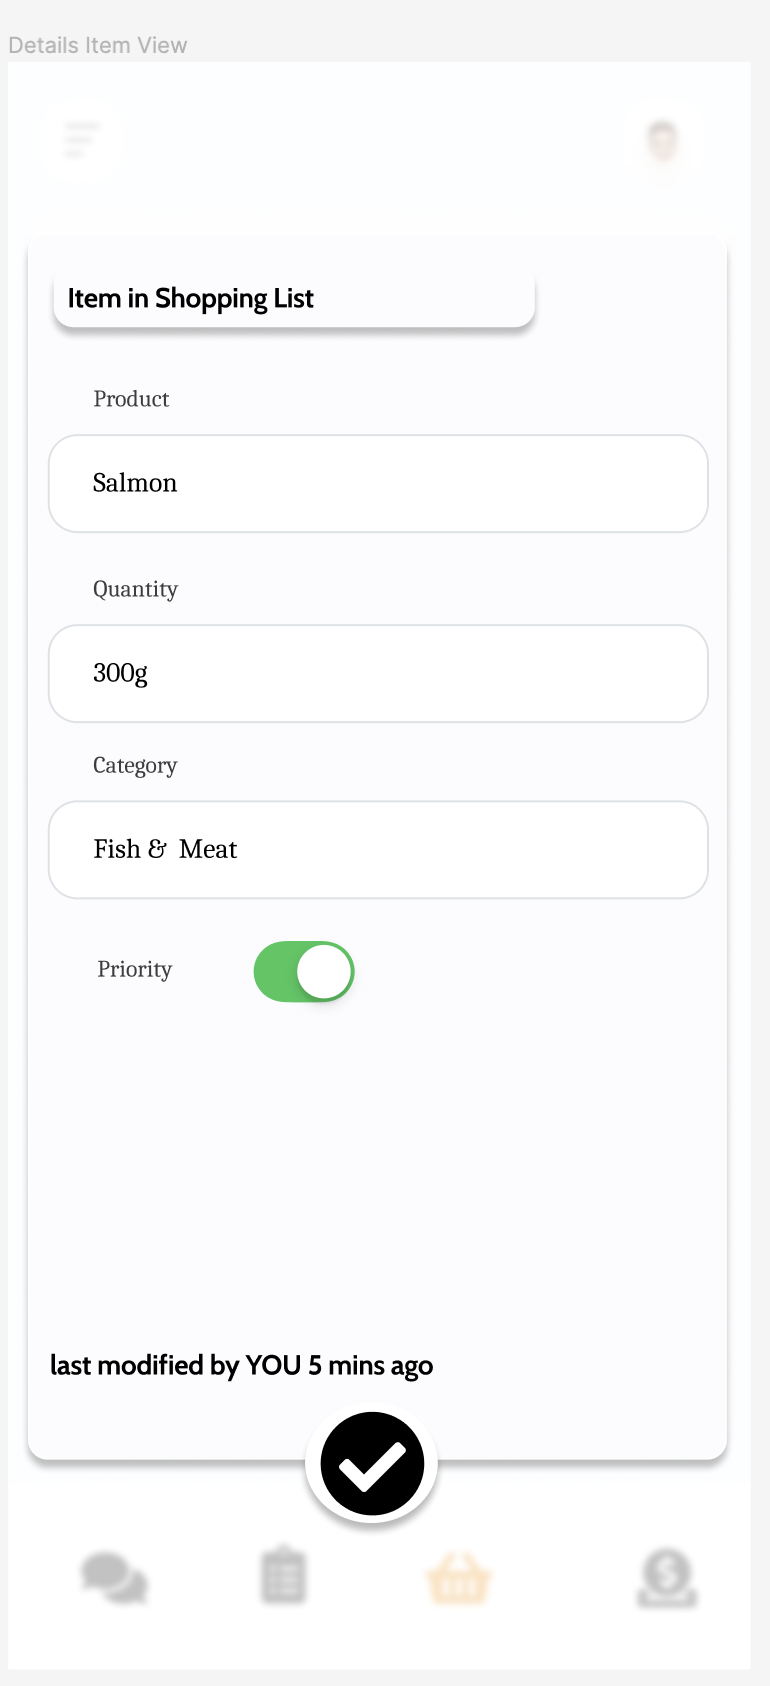 Details Item View
Item in Shopping List
Product
Salmon
Quantity
300g
Category
Fish & Meat
Priority
last modified by YOU 5 mins ago